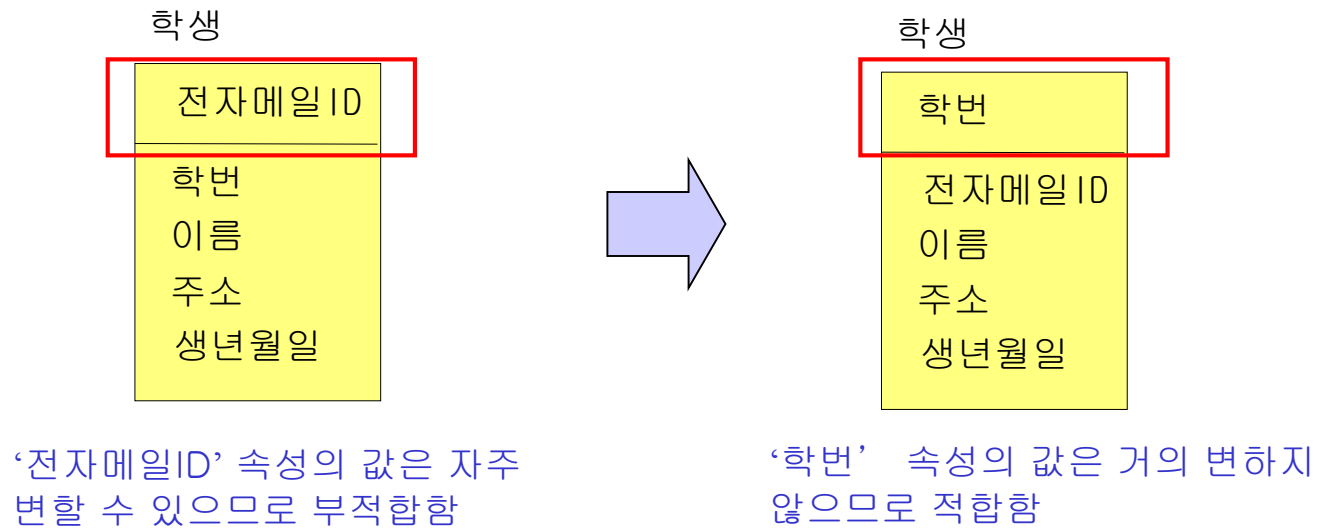 학생
전자메일ID
학번
이름
주소
생년월일
‘전자메일ID’ 속성의 값은 자주
변할 수 있으므로 부적합함
학생
학번
전자메일ID
이름
주소
생년월일
‘학번’ 속성의 값은 거의 변하지
않으므로 적합함